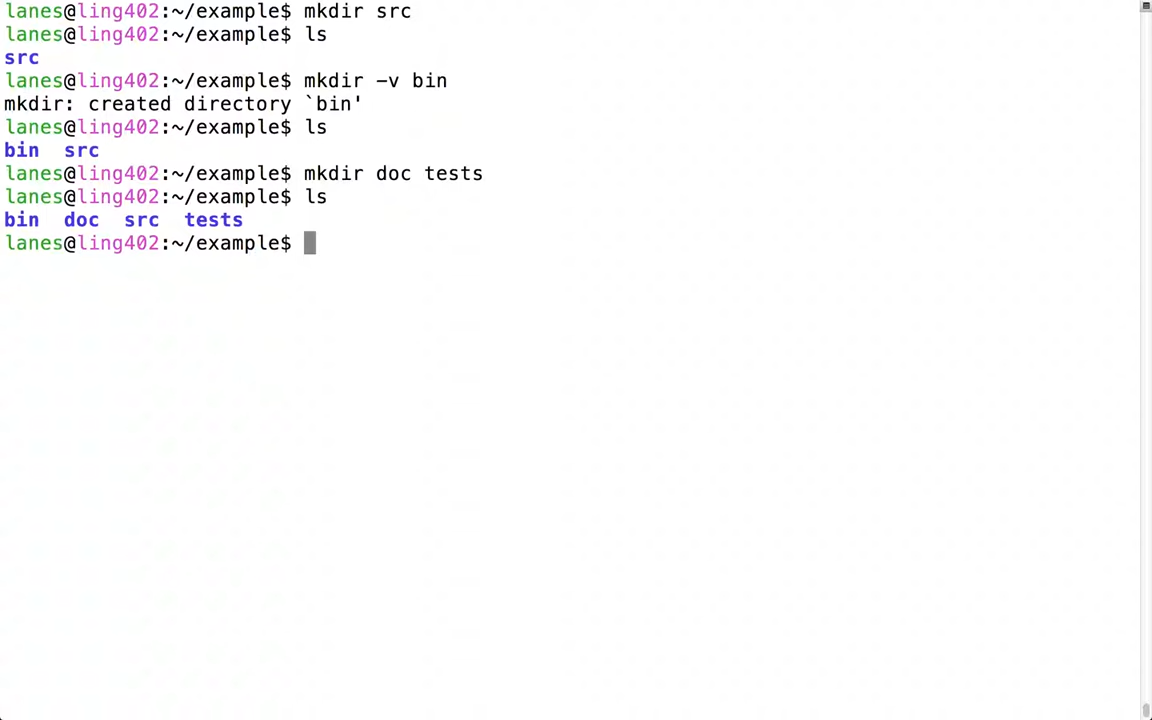 lanes@ling402:~/example$ mkdir src
lanes@ling402:~/example$ ls
src
lanes@ling402:~/example$ mkdir -v bin
mkdir: created directory `bin'
lanes@ling402:~/example$ ls
bin  src
lanes@ling402:~/example$ mkdir doc tests
lanes@ling402:~/example$ ls
bin  doc  src  tests
lanes@ling402:~/example$